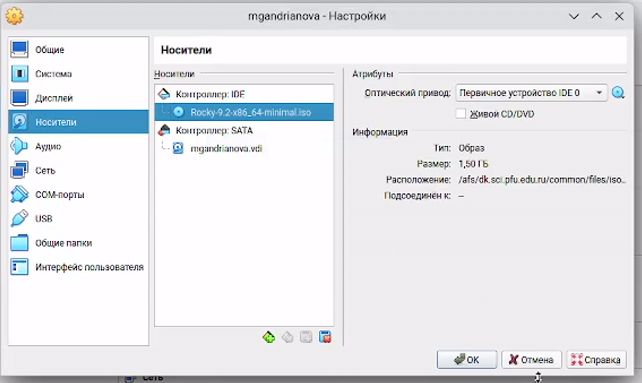 mgandrianova - Настройки
Общие
Система
Дисплей
Носители
Аудио
Сеть
COM-порты
USB
Общие папки
Интерфейс пользователя
Носители
Носители
Контроллер: IDE
Rocky-9.2-x86_64-minimal.iso
Контроллер: SATA
mgandrianova.vdi
Атрибуты
Оптический привод: Первичное устройство IDE 0
Живой CD/DVD
Информация
Тип: Образ
Размер: 1,50 ГБ
Расположение: /afs/dk.sci.pfu.edu.ru/common/files/iso...
Подсоединён к: --
OK
Отмена
Справка
Сеть